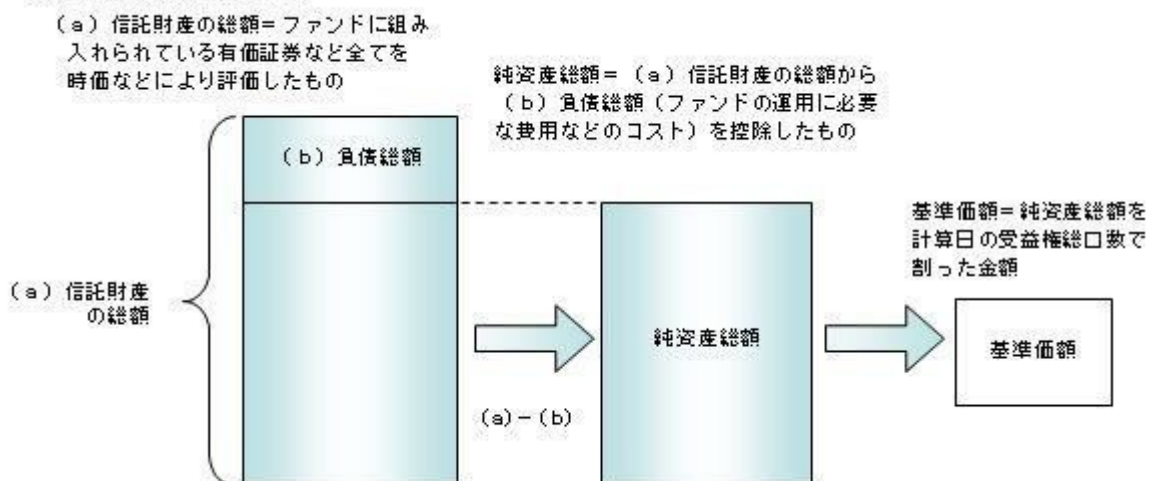 (a)信託財産の総額=ファンドに組み
入れられている有価証券など全てを
時価などにより評価したもの
純資産総額=(a)信託財産の総額から
(b)負債総額(ファンドの運用に必要
な費用などのコスト)を控除したもの
(b)負債総額
基準価額=純資産総額を
計算日の受益権総口数で
割った金額
(a)信託財産
の総額
純資産総額
基準価額
(a)-(b)